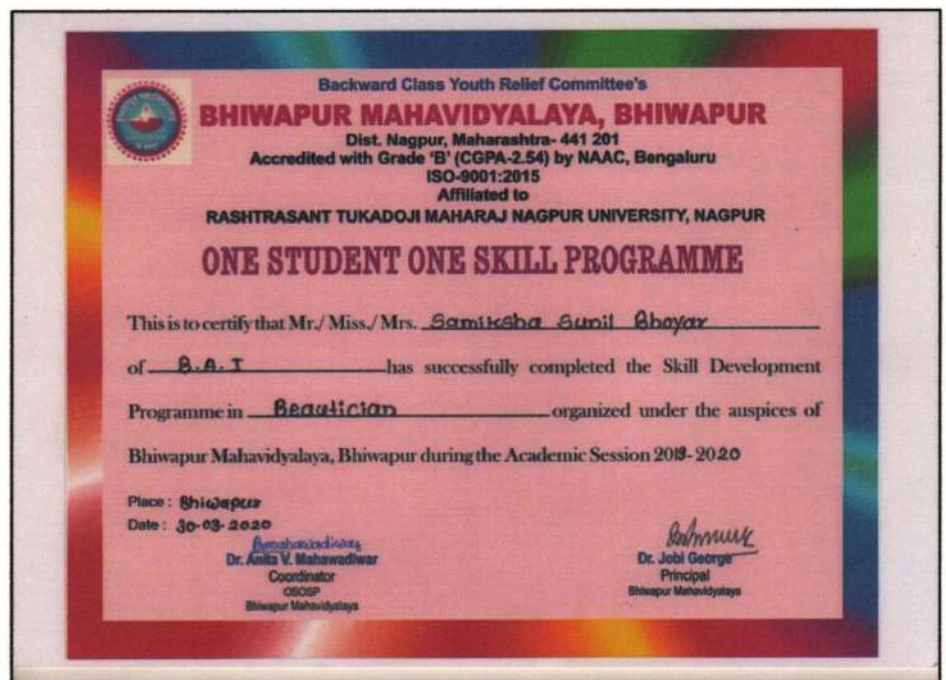 Backward Class Youth Relief Committee's
BHIWAPUR MAHAVIDYALAYA, BHIWAPUR
Dist. Nagpur, Maharashtra- 441 201
Accredited with Grade 'B' (CGPA-2.54) by NAAC, Bengaluru
ISO-9001:2015
Affiliated to
RASHTRASANT TUKADOJI MAHARAJ NAGPUR UNIVERSITY, NAGPUR
ONE STUDENT ONE SKILL PROGRAMME
This is to certify that Mr./ Miss./ Mrs. Samiksha Sunil Bhoyar
of B.A.I has successfully completed the Skill Development
Programme in Beautician organized under the auspices of
Bhiwapur Mahavidyalaya, Bhiwapur during the Academic Session 2019-2020
Place : Bhiwapur
Date : 30-03-2020
Dr. Anita V. Mahawadiwar
Coordinator
OSOSP
Bhiwapur Mahavidyalaya
Dr. Jobi George
Principal
Bhiwapur Mahavidyalaya